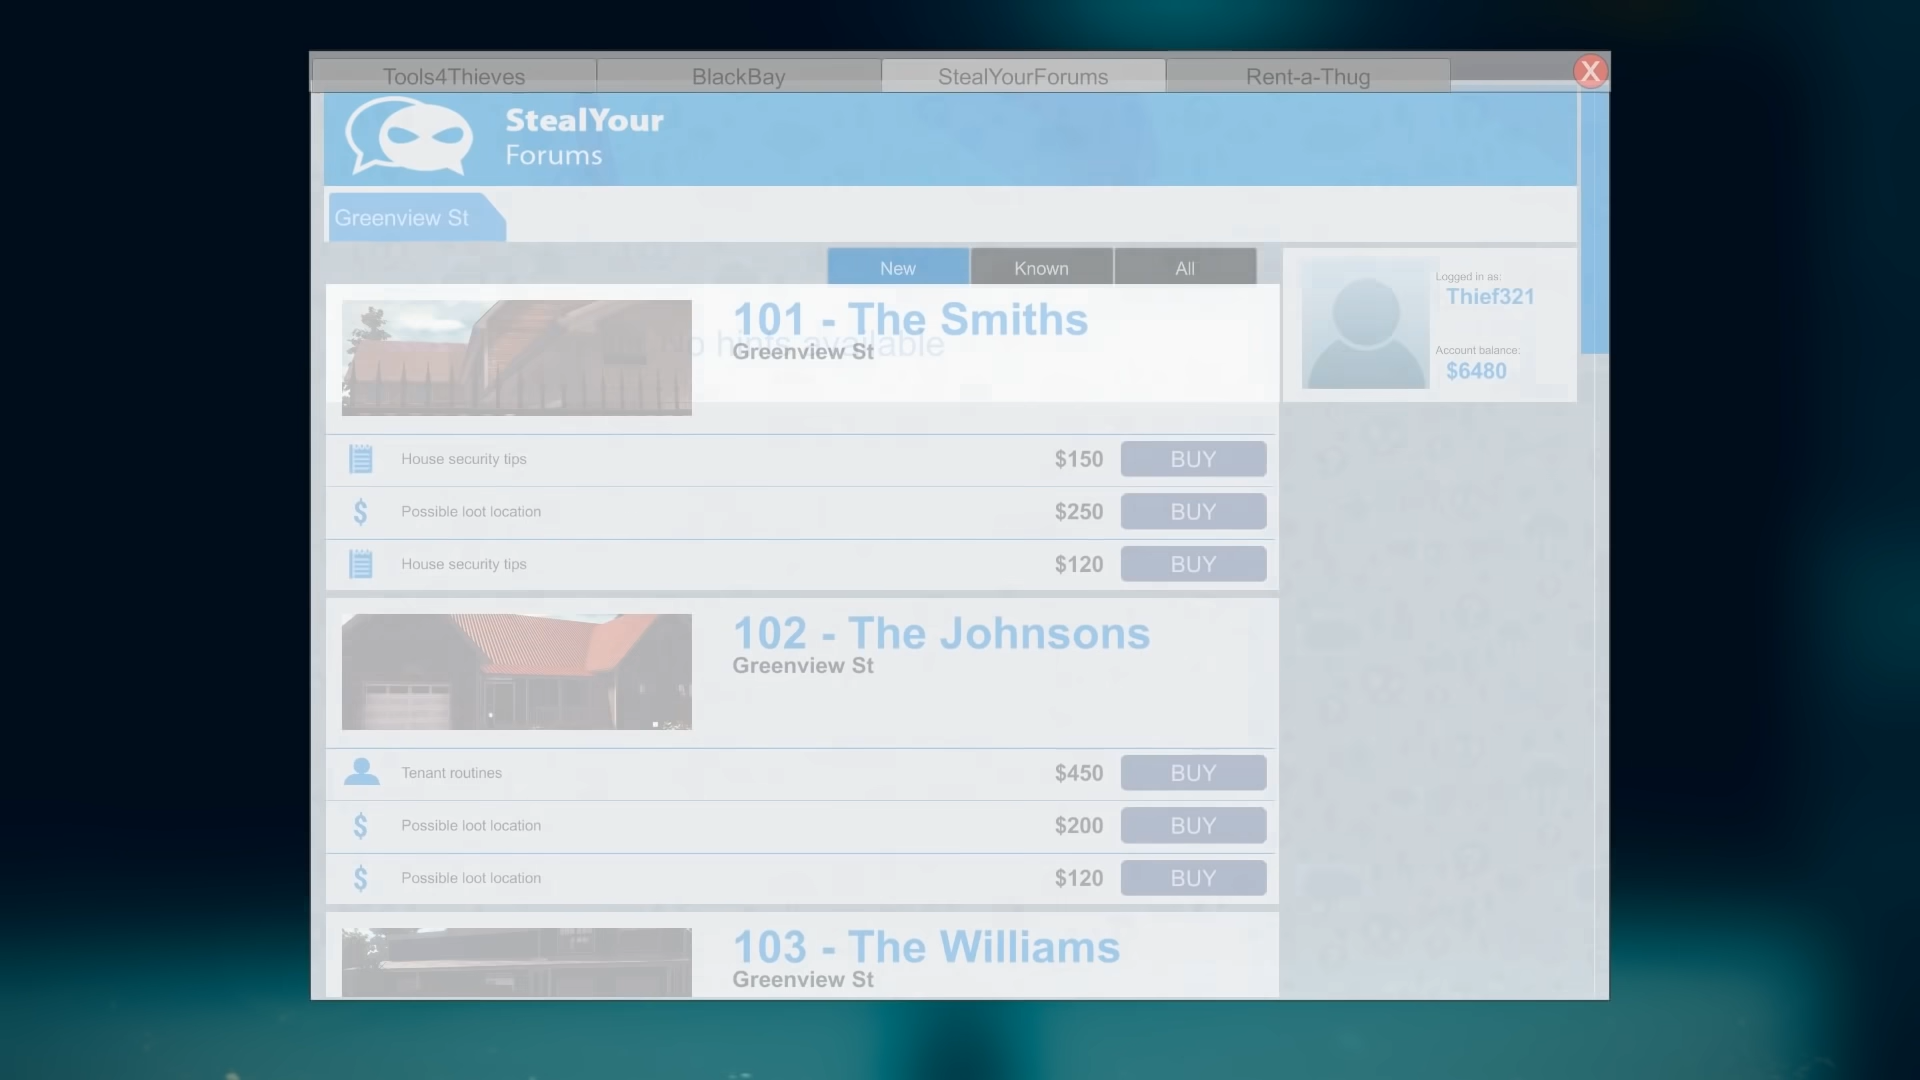 Tools4Thieves
BlackBay
StealYourForums
Rent-a-Thug
X
StealYour
Forums
Greenview St
New
Known
All
Logged in as:
Thief321
Account balance:
$6480
101 - The Smiths
Greenview St
No hints available
House security tips
$150
BUY
Possible loot location
$250
BUY
House security tips
$120
BUY
102 - The Johnsons
Greenview St
Tenant routines
$450
BUY
Possible loot location
$200
BUY
Possible loot location
$120
BUY
103 - The Williams
Greenview St